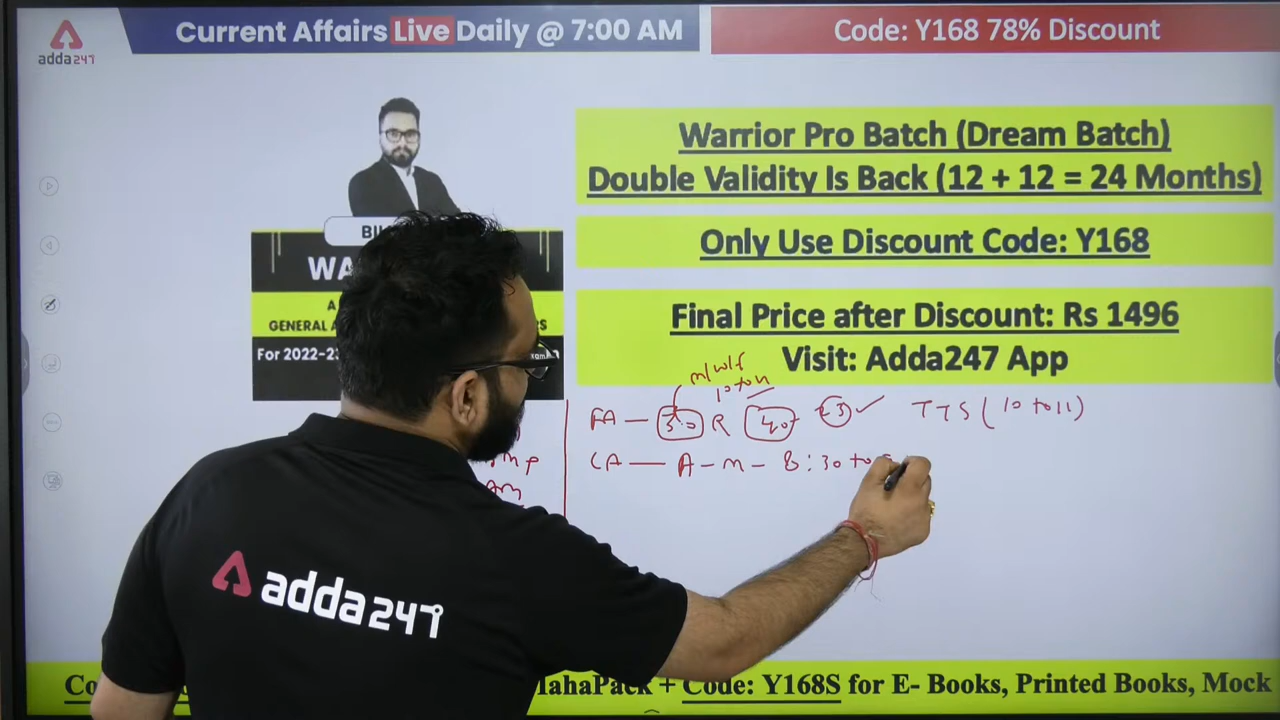 Current Affairs Live Daily @ 7:00 AM
Code: Y168 78% Discount
adda247
Warrior Pro Batch (Dream Batch)
Double Validity Is Back (12 + 12 = 24 Months)
Only Use Discount Code: Y168
Final Price after Discount: Rs 1496
Visit: Adda247 App
BI
WA
A
GENERAL A
RS
For 2022-23
10 to 11
FA — 30 R 40 TTS (10 to 11)
CA — A - M - B : 30 to
adda247
Co
MahaPack + Code: Y168S for E- Books, Printed Books, Mock